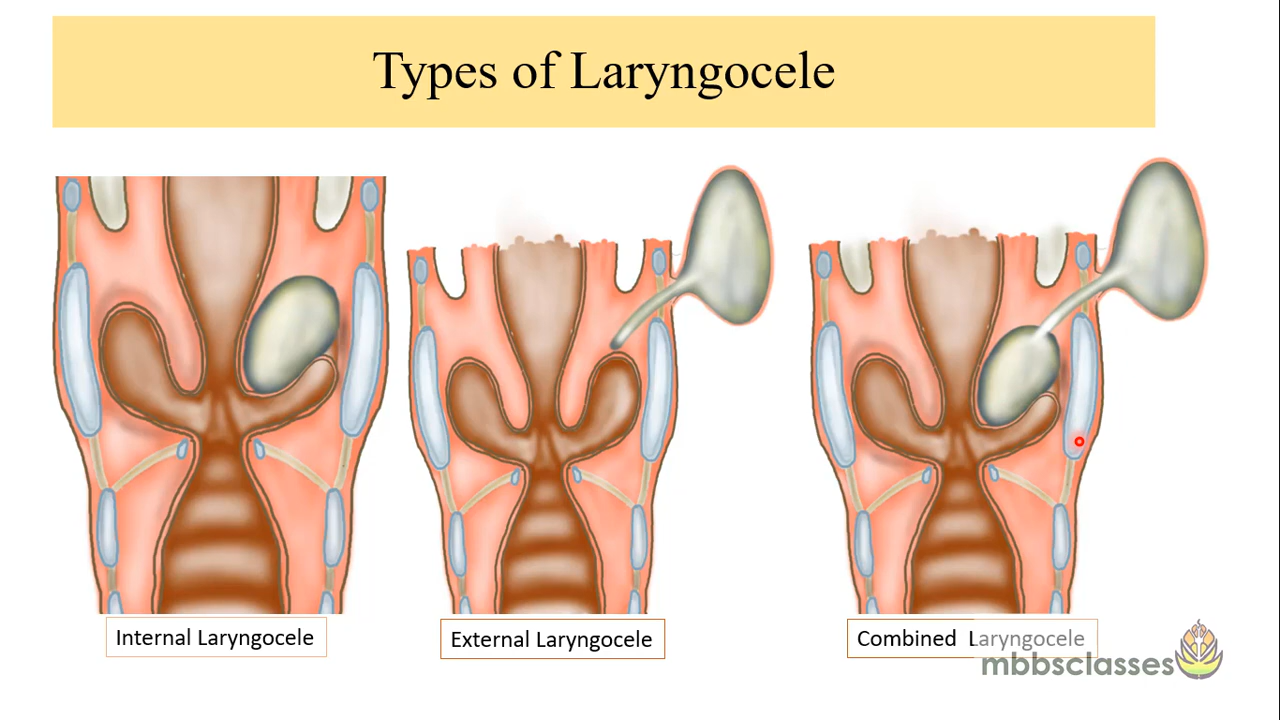 Types of Laryngocele
Internal Laryngocele
External Laryngocele
Combined Laryngocele
mbbsclasses